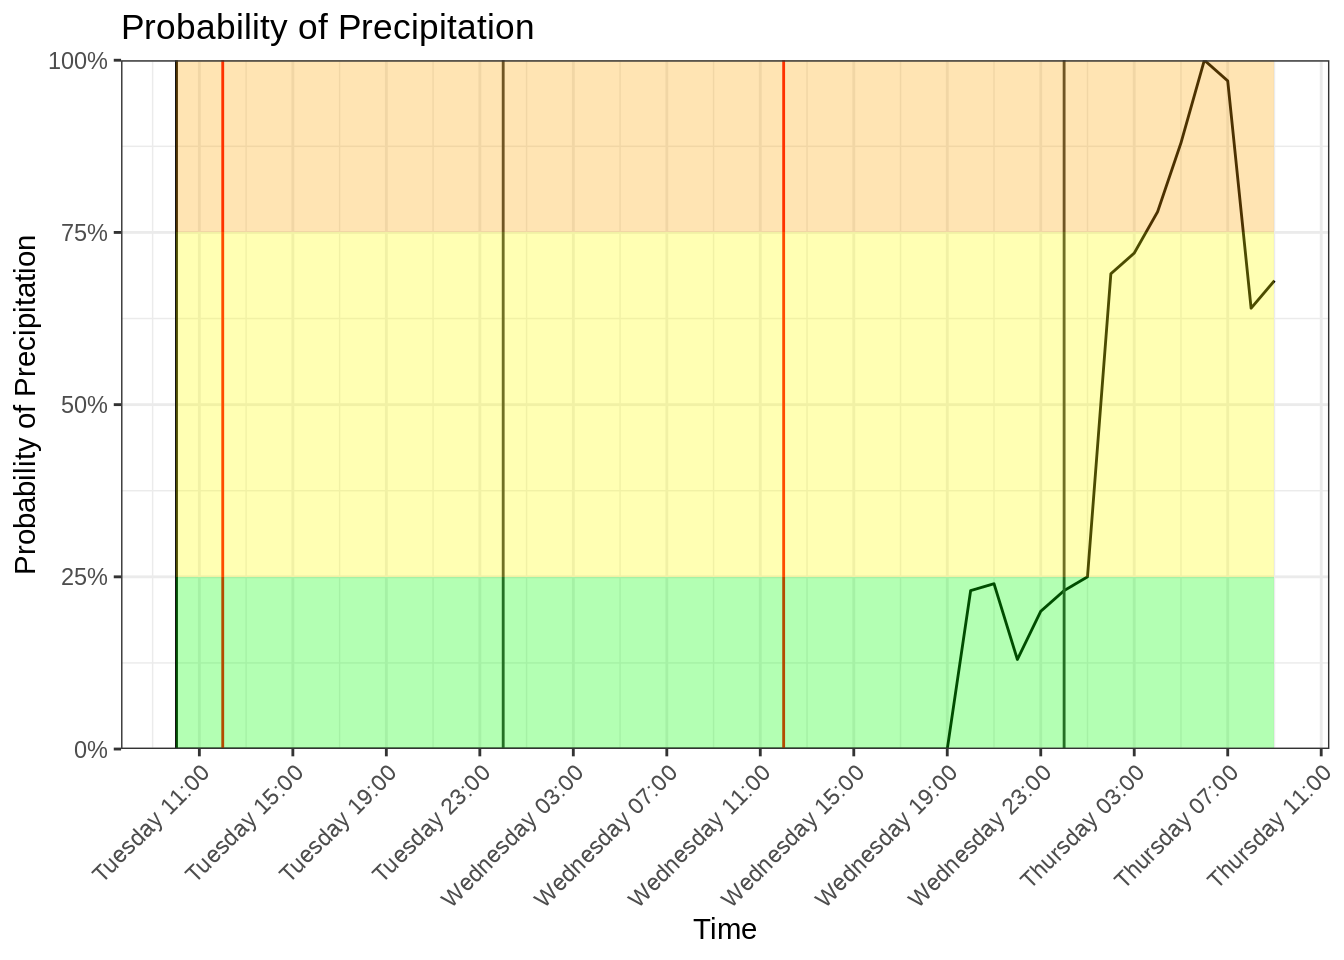 Probability of Precipitation
Probability of Precipitation
100%
75%
50%
25%
0%
Tuesday 11:00
Tuesday 15:00
Tuesday 19:00
Tuesday 23:00
Wednesday 03:00
Wednesday 07:00
Wednesday 11:00
Wednesday 15:00
Wednesday 19:00
Wednesday 23:00
Thursday 03:00
Thursday 07:00
Thursday 11:00
Time